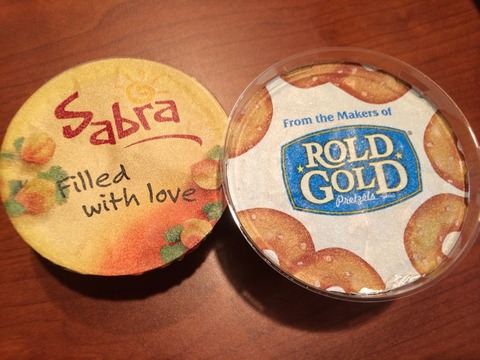 Sabra
Filled
with love
From the Makers of
ROLD
GOLD
Pretzels